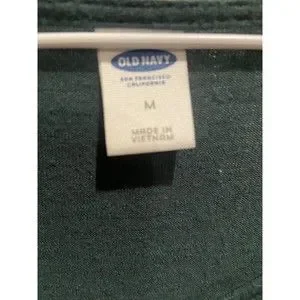 OLD NAVY
SAN FRANCISCO
CALIFORNIA
M
MADE IN
VIETNAM